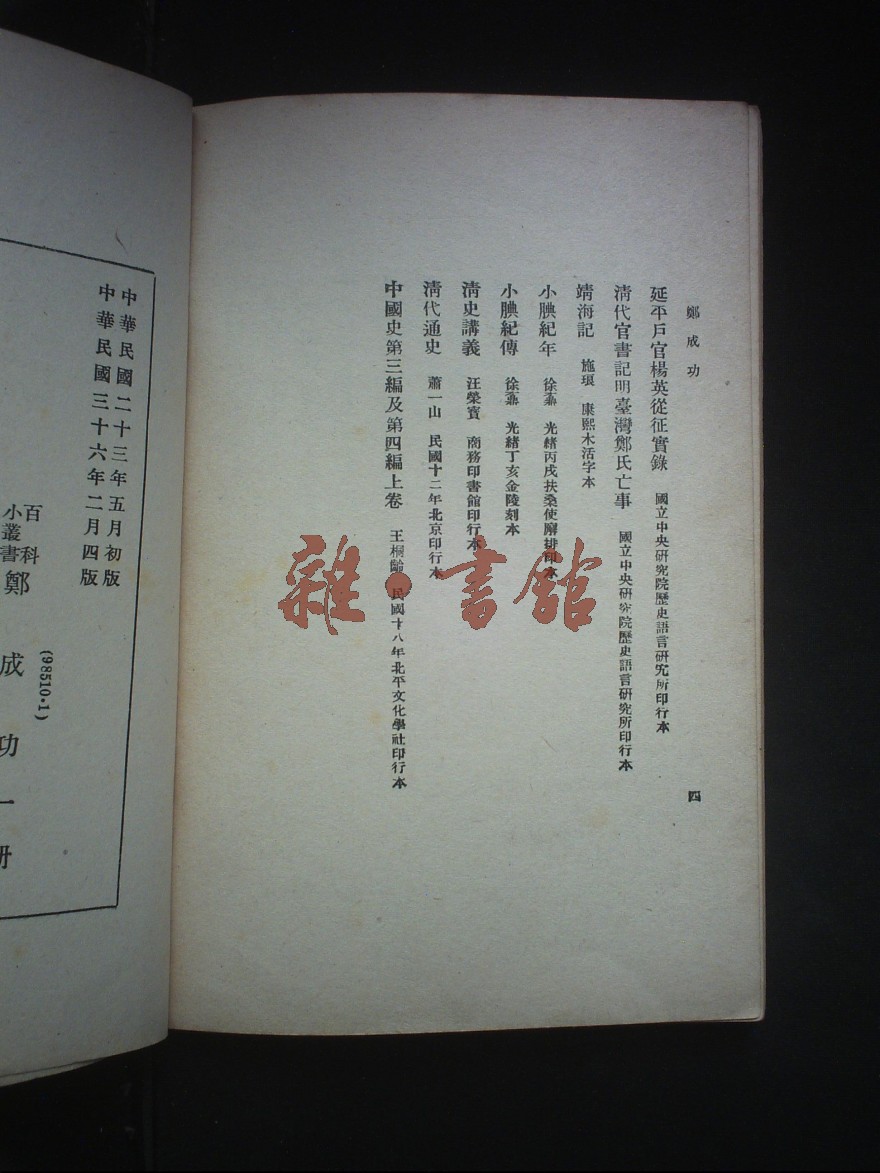 鄭成功
延平戶官楊英從征實錄　國立中央研究院歷史語言研究所印行本
清代官書記明臺灣鄭氏亡事　國立中央研究院歷史語言研究所印行本
靖海記　施琅　康熙木活字本
小腆紀年　徐鼒　光緒丙戌扶桑使廨排印本
小腆紀傳　徐鼒　光緒丁亥金陵刻本
清史講義　汪榮寶　商務印書館印行本
清代通史　蕭一山　民國十二年北京印行本
中國史第三編及第四編上卷　王桐齡　民國十八年北平文化學社印行本
四
中華民國二十三年五月初版
中華民國三十六年二月四版
(98510·1)
百科
小叢書
鄭成功一冊
雜·書館